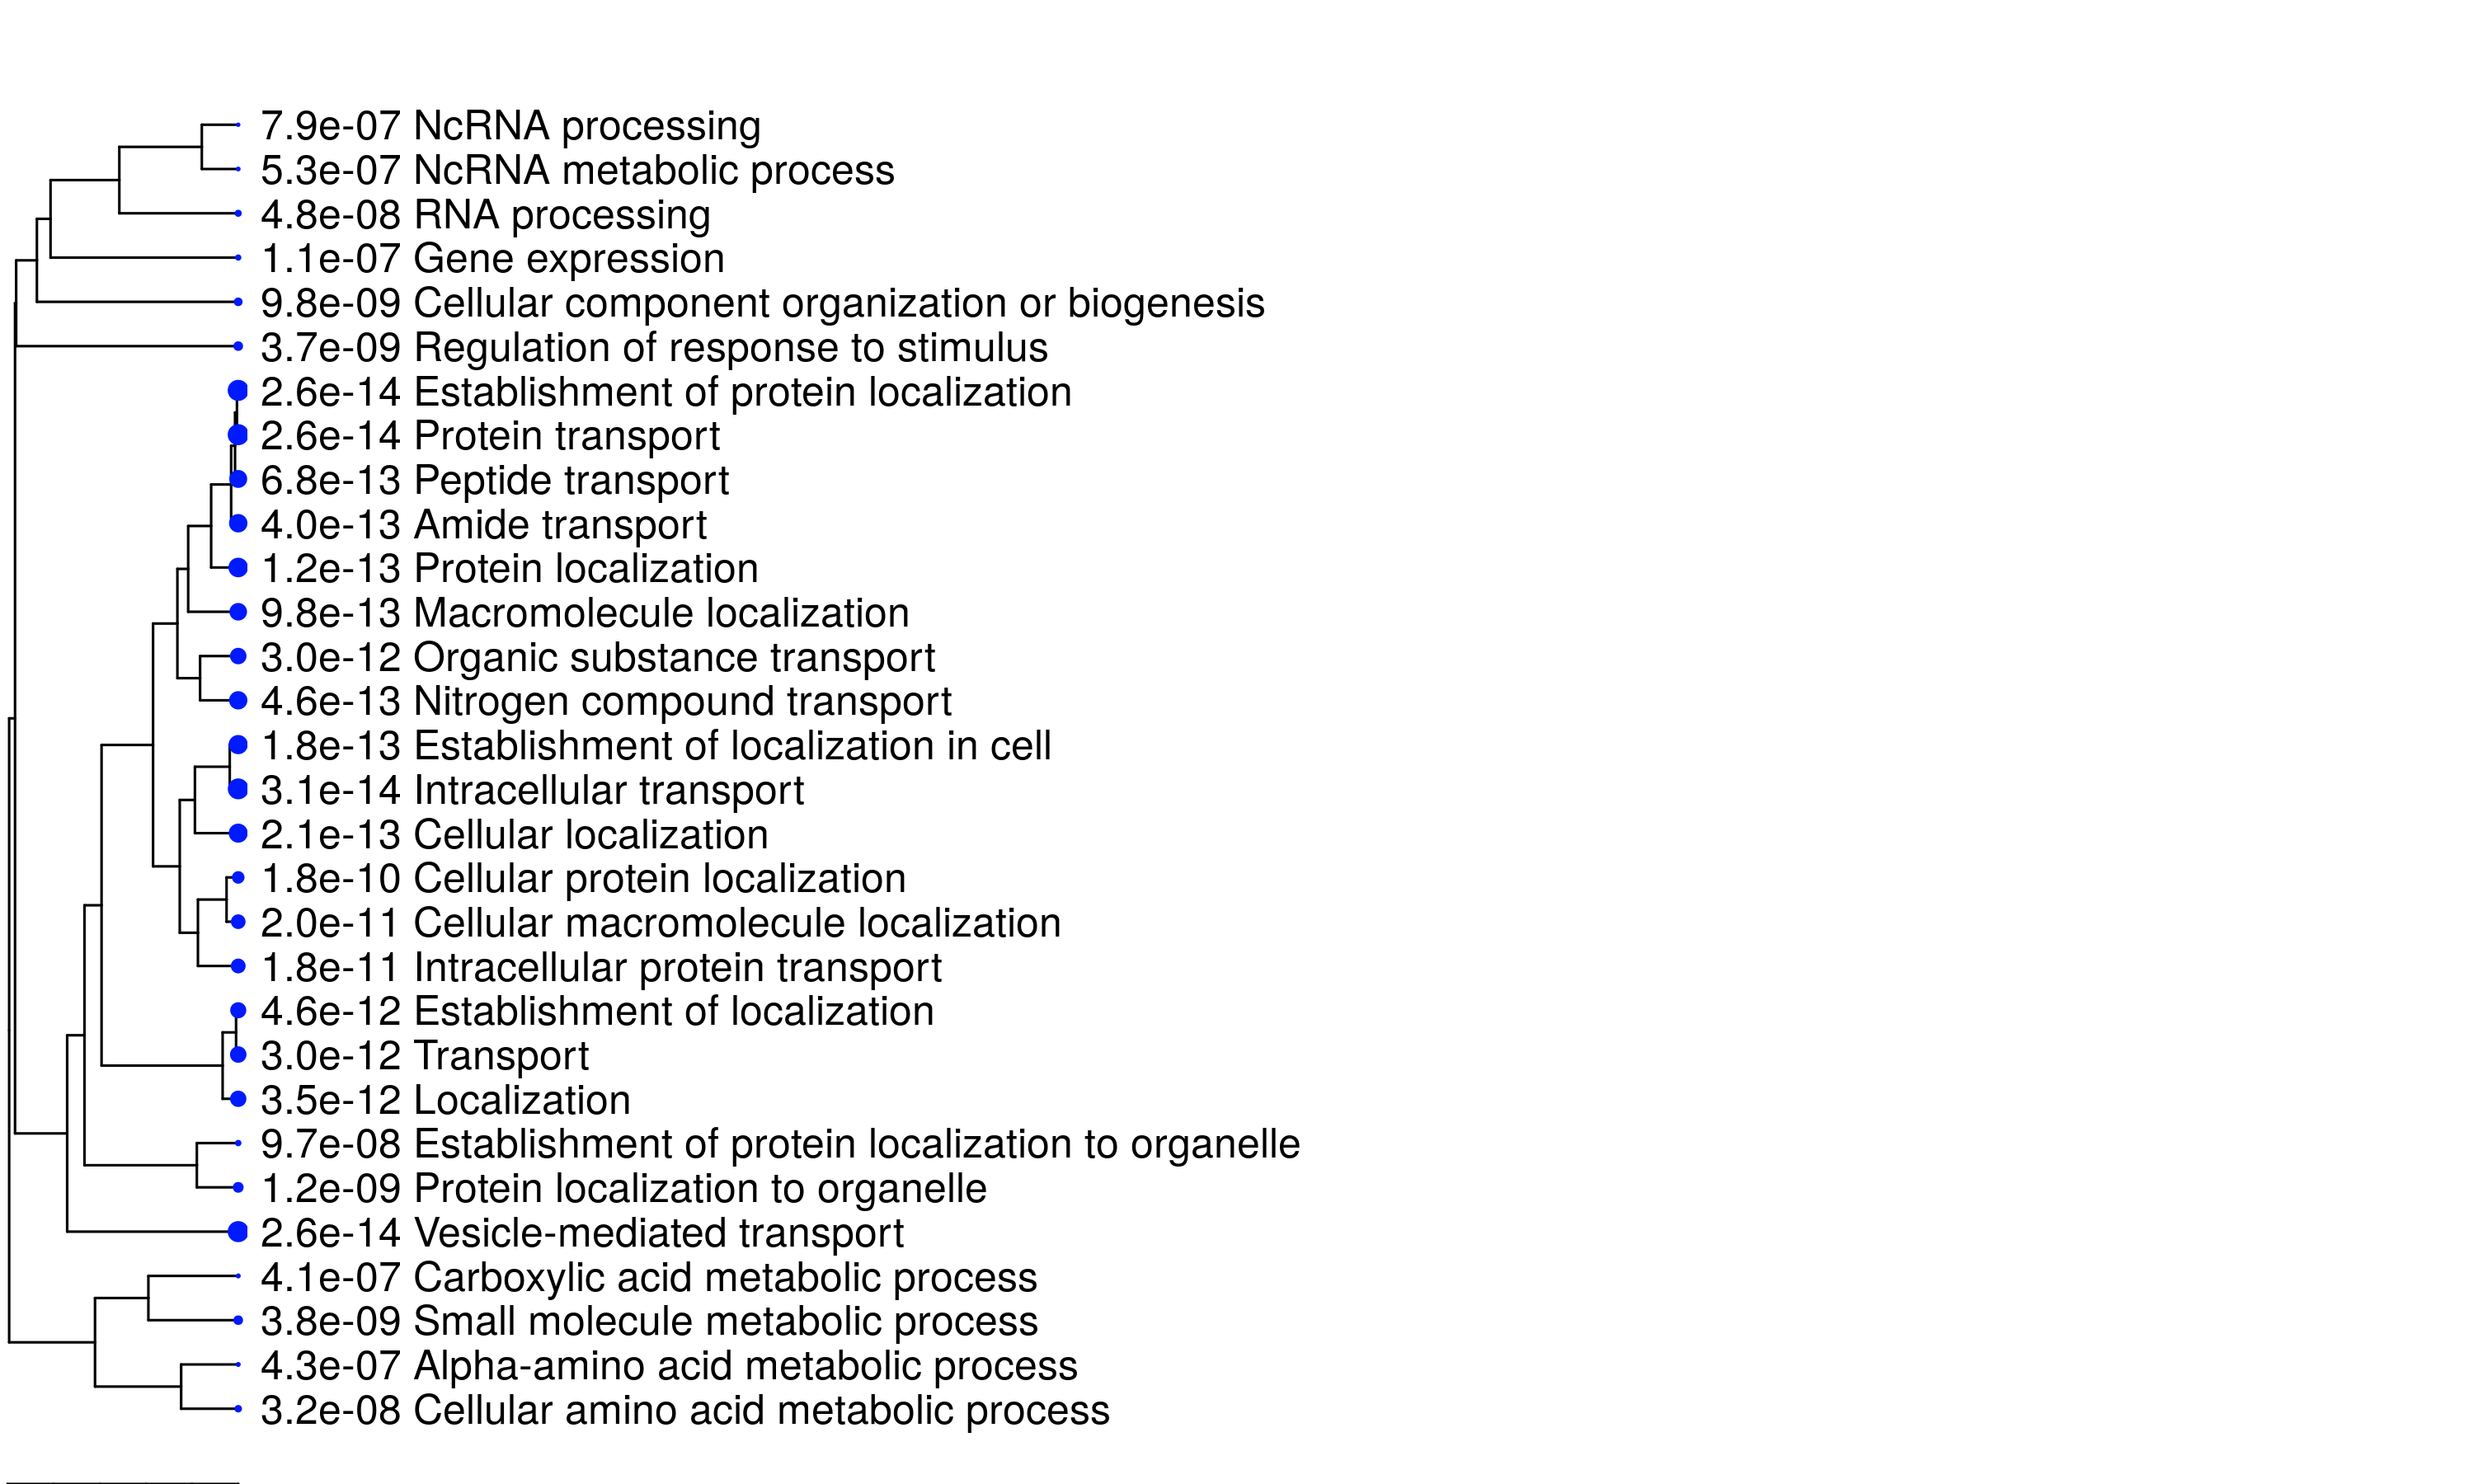 7.9e-07 NcRNA processing
5.3e-07 NcRNA metabolic process
4.8e-08 RNA processing
1.1e-07 Gene expression
9.8e-09 Cellular component organization or biogenesis
3.7e-09 Regulation of response to stimulus
2.6e-14 Establishment of protein localization
2.6e-14 Protein transport
6.8e-13 Peptide transport
4.0e-13 Amide transport
1.2e-13 Protein localization
9.8e-13 Macromolecule localization
3.0e-12 Organic substance transport
4.6e-13 Nitrogen compound transport
1.8e-13 Establishment of localization in cell
3.1e-14 Intracellular transport
2.1e-13 Cellular localization
1.8e-10 Cellular protein localization
2.0e-11 Cellular macromolecule localization
1.8e-11 Intracellular protein transport
4.6e-12 Establishment of localization
3.0e-12 Transport
3.5e-12 Localization
9.7e-08 Establishment of protein localization to organelle
1.2e-09 Protein localization to organelle
2.6e-14 Vesicle-mediated transport
4.1e-07 Carboxylic acid metabolic process
3.8e-09 Small molecule metabolic process
4.3e-07 Alpha-amino acid metabolic process
3.2e-08 Cellular amino acid metabolic process